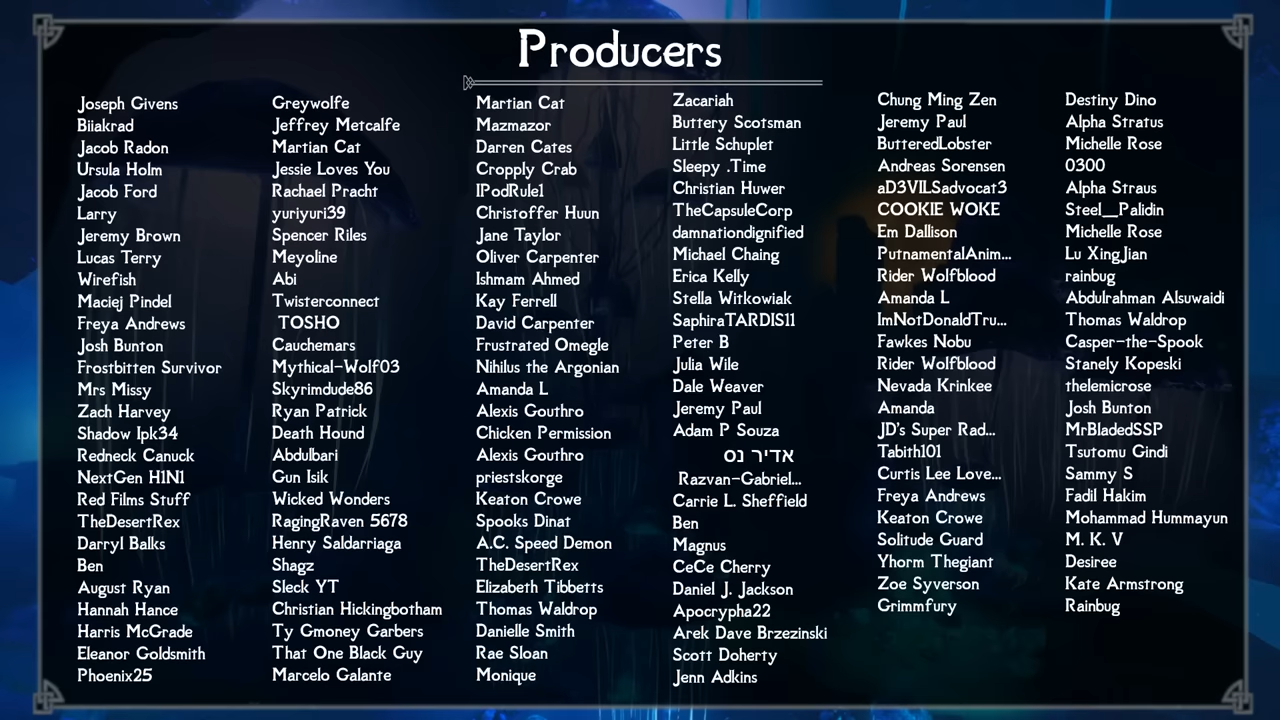 Producers
Joseph Givens
Biiakrad
Jacob Radon
Ursula Holm
Jacob Ford
Larry
Jeremy Brown
Lucas Terry
Wirefish
Maciej Pindel
Freya Andrews
Josh Bunton
Frostbitten Survivor
Mrs Missy
Zach Harvey
Shadow Ipk34
Redneck Canuck
NextGen H1N1
Red Films Stuff
TheDesertRex
Darryl Balks
Ben
August Ryan
Hannah Hance
Harris McGrade
Eleanor Goldsmith
Phoenix25
Greywolfe
Jeffrey Metcalfe
Martian Cat
Jessie Loves You
Rachael Pracht
yuriyuri39
Spencer Riles
Meyoline
Abi
Twisterconnect
TOSHO
Cauchemars
Mythical-Wolf03
Skyrimdude86
Ryan Patrick
Death Hound
Abdulbari
Gun Isik
Wicked Wonders
RagingRaven 5678
Henry Saldarriaga
Shagz
Sleck YT
Christian Hickingbotham
Ty Gmoney Garbers
That One Black Guy
Marcelo Galante
Martian Cat
Mazmazor
Darren Cates
Cropply Crab
IPodRule1
Christoffer Huun
Jane Taylor
Oliver Carpenter
Ishmam Ahmed
Kay Ferrell
David Carpenter
Frustrated Omegle
Nihilus the Argonian
Amanda L
Alexis Gouthro
Chicken Permission
Alexis Gouthro
priestskorge
Keaton Crowe
Spooks Dinat
A.C. Speed Demon
TheDesertRex
Elizabeth Tibbetts
Thomas Waldrop
Danielle Smith
Rae Sloan
Monique
Zacariah
Buttery Scotsman
Little Schuplet
Sleepy .Time
Christian Huwer
TheCapsuleCorp
damnationdignified
Michael Chaing
Erica Kelly
Stella Witkowiak
SaphiraTARDIS11
Peter B
Julia Wile
Dale Weaver
Jeremy Paul
Adam P Souza
אדיר נס
Razvan-Gabriel...
Carrie L. Sheffield
Ben
Magnus
CeCe Cherry
Daniel J. Jackson
Apocrypha22
Arek Dave Brzezinski
Scott Doherty
Jenn Adkins
Chung Ming Zen
Jeremy Paul
ButteredLobster
Andreas Sorensen
aD3VILSadvocat3
COOKIE WOKE
Em Dallison
PutnamentalAnim...
Rider Wolfblood
Amanda L
ImNotDonaldTru...
Fawkes Nobu
Rider Wolfblood
Nevada Krinkee
Amanda
JD's Super Rad...
Tabith101
Curtis Lee Love...
Freya Andrews
Keaton Crowe
Solitude Guard
Yhorm Thegiant
Zoe Syverson
Grimmfury
Destiny Dino
Alpha Stratus
Michelle Rose
0300
Alpha Straus
Steel__Palidin
Michelle Rose
Lu XingJian
rainbug
Abdulrahman Alsuwaidi
Thomas Waldrop
Casper-the-Spook
Stanely Kopeski
thelemicrose
Josh Bunton
MrBladedSSP
Tsutomu Gindi
Sammy S
Fadil Hakim
Mohammad Hummayun
M. K. V
Desiree
Kate Armstrong
Rainbug